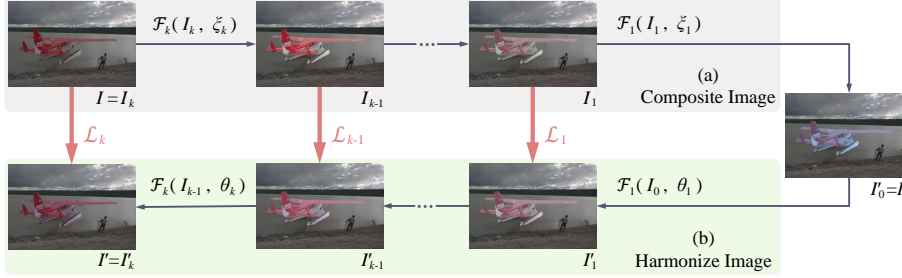 ℱₖ( Iₖ , ξₖ )
...
ℱ₁( I₁ , ξ₁ )
(a)
Composite Image
I = Iₖ
Iₖ₋₁
I₁
ℒₖ
ℒₖ₋₁
ℒ₁
ℱₖ( Iₖ₋₁ , θₖ )
...
ℱ₁( I₀ , θ₁ )
I′₀=I
(b)
Harmonize Image
I′=I′ₖ
I′ₖ₋₁
I′₁